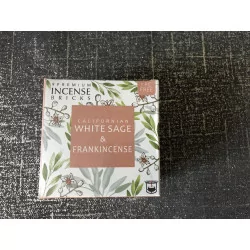 PREMIUM
INCENSE
BRICKS
CALIFORNIAN
WHITE SAGE
&
FRANKINCENSE